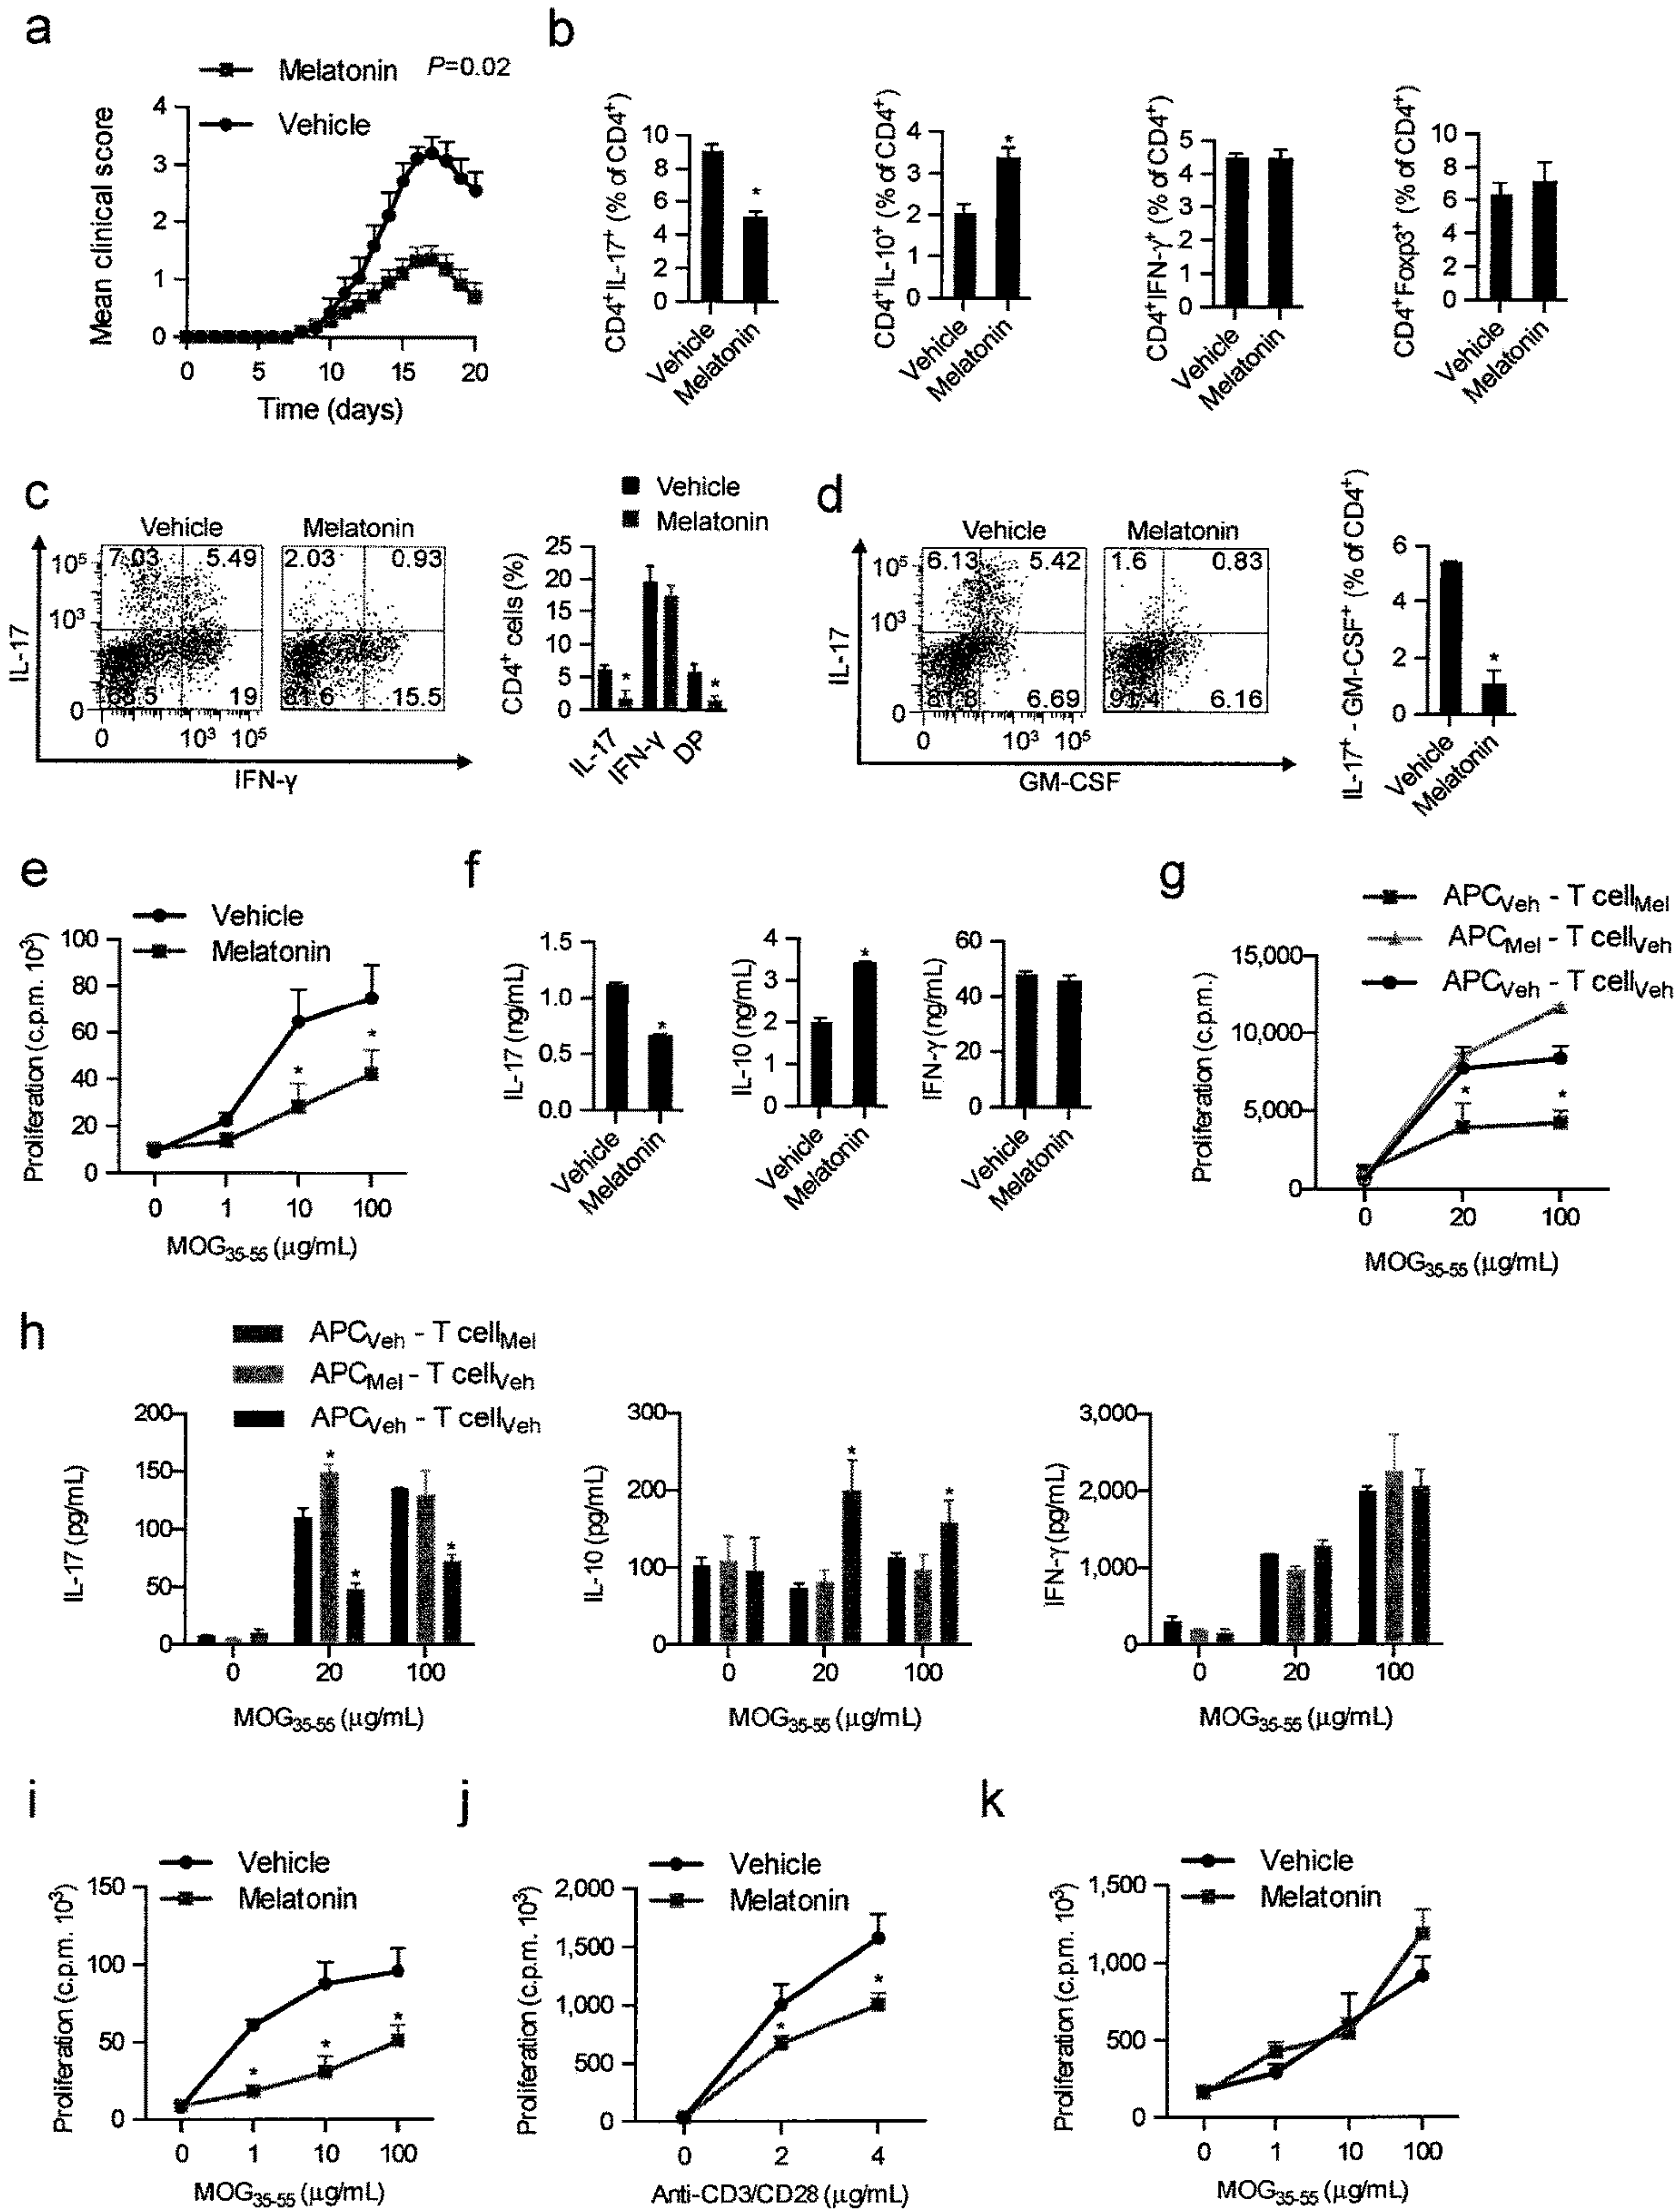 a
Melatonin P=0.02
Vehicle
Mean clinical score
4
3
2
1
0
0 5 10 15 20
Time (days)
b
CD4+IL-17+ (% of CD4+)
10
8
6
4
2
0
Vehicle
Melatonin
*
CD4+IL-10+ (% of CD4+)
4
3
2
1
0
Vehicle
Melatonin
*
CD4+IFN-γ+ (% of CD4+)
5
4
3
2
1
0
Vehicle
Melatonin
CD4+Foxp3+ (% of CD4+)
10
8
6
4
2
0
Vehicle
Melatonin
c
Vehicle
Melatonin
7.03 5.49
19
2.03 0.93
15.5
10⁵
10³
0
0 10³ 10⁵
IL-17
IFN-γ
Vehicle
Melatonin
CD4+ cells (%)
25
20
15
10
5
0
* *
IL-17
IFN-γ
DP
d
Vehicle
Melatonin
6.13 5.42
6.69
1.6 0.83
91.4 6.16
10⁵
10³
0
0 10³ 10⁵
IL-17
GM-CSF
IL-17+ - GM-CSF+ (% of CD4+)
6
4
2
0
*
Vehicle
Melatonin
e
Vehicle
Melatonin
Proliferation (c.p.m. 10³)
100
80
60
40
20
0
* *
0 1 10 100
MOG35-55 (μg/mL)
f
IL-17 (ng/mL)
1.5
1.0
0.5
0.0
*
Vehicle
Melatonin
IL-10 (ng/mL)
4
3
2
1
0
*
Vehicle
Melatonin
IFN-γ (ng/mL)
60
40
20
0
Vehicle
Melatonin
g
APCVeh - T cellMel
APCMel - T cellVeh
APCVeh - T cellVeh
Proliferation (c.p.m.)
15,000
10,000
5,000
0
* *
0 20 100
MOG35-55 (μg/mL)
h
APCVeh - T cellMel
APCMel - T cellVeh
APCVeh - T cellVeh
IL-17 (pg/mL)
200
150
100
50
0
* * *
0 20 100
MOG35-55 (μg/mL)
IL-10 (pg/mL)
300
200
100
0
* *
0 20 100
MOG35-55 (μg/mL)
IFN-γ (pg/mL)
3,000
2,000
1,000
0
0 20 100
MOG35-55 (μg/mL)
i
Vehicle
Melatonin
Proliferation (c.p.m. 10³)
150
100
50
0
* * *
0 1 10 100
MOG35-55 (μg/mL)
j
Vehicle
Melatonin
Proliferation (c.p.m. 10³)
2,000
1,500
1,000
500
0
* *
0 2 4
Anti-CD3/CD28 (μg/mL)
k
Vehicle
Melatonin
Proliferation (c.p.m. 10³)
1,500
1,000
500
0
0 1 10 100
MOG35-55 (μg/mL)